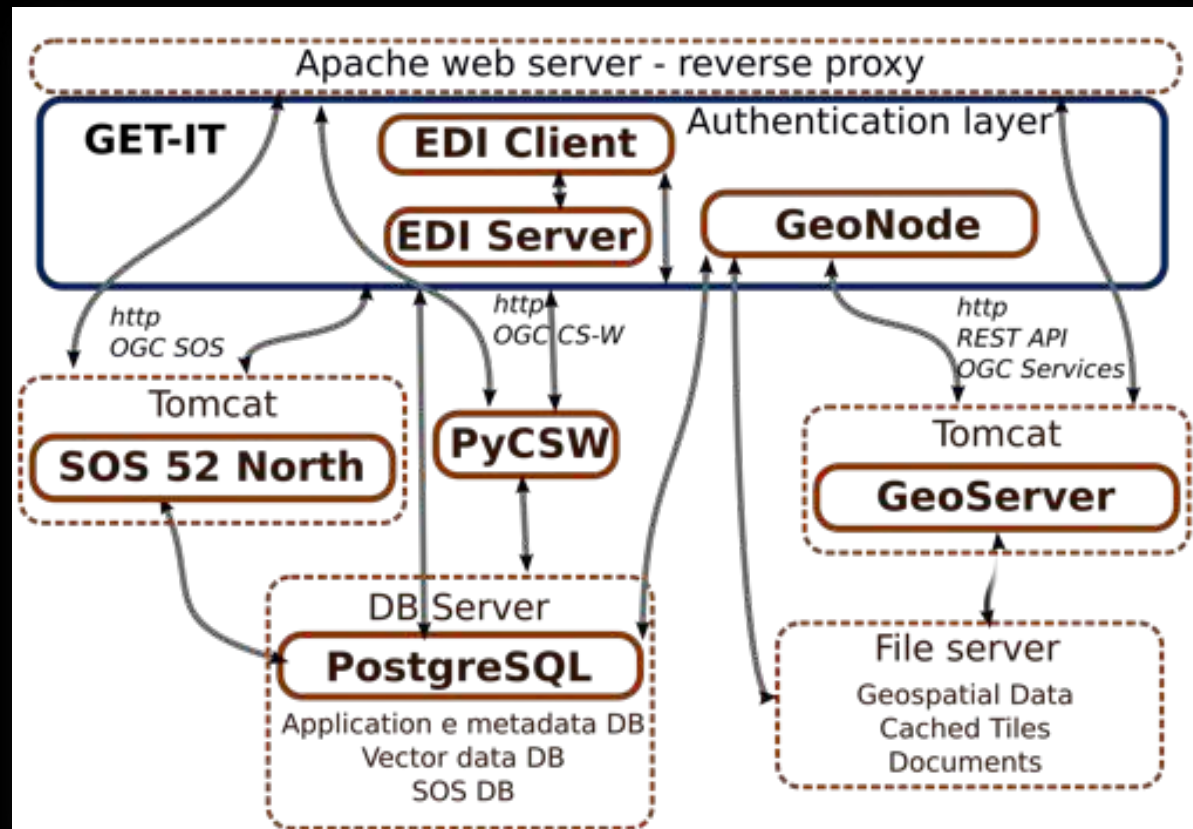 Apache web server - reverse proxy
GET-IT
Authentication layer
EDI Client
EDI Server
GeoNode
http
OGC SOS
http
OGC CS-W
http
REST API
OGC Services
Tomcat
SOS 52 North
PyCSW
Tomcat
GeoServer
DB Server
PostgreSQL
Application e metadata DB
Vector data DB
SOS DB
File server
Geospatial Data
Cached Tiles
Documents